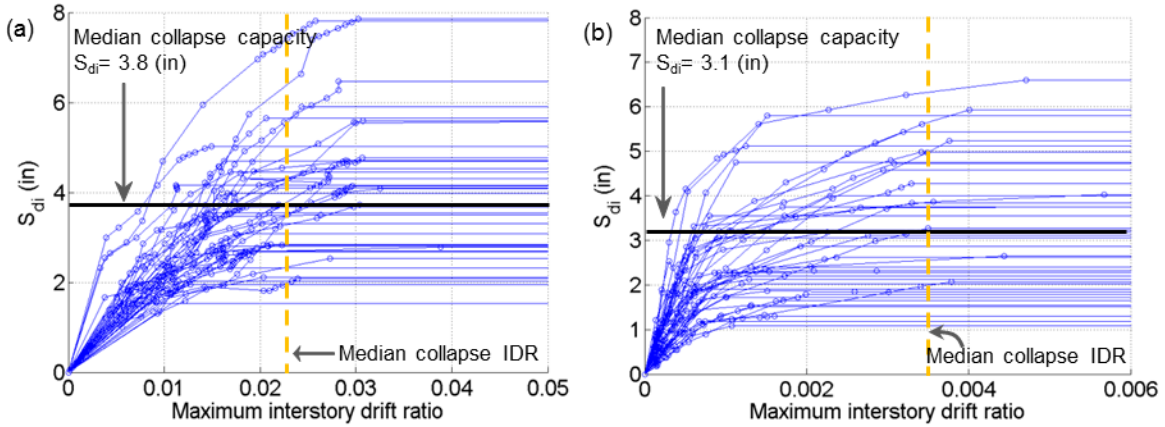 (a)
Median collapse capacity
Sdi= 3.8 (in)
8
6
4
2
0
Sdi (in)
0 0.01 0.02 0.03 0.04 0.05
Maximum interstory drift ratio
Median collapse IDR
(b)
Median collapse capacity
Sdi= 3.1 (in)
8
7
6
5
4
3
2
1
0
Sdi (in)
0 0.002 0.004 0.006
Maximum interstory drift ratio
Median collapse IDR